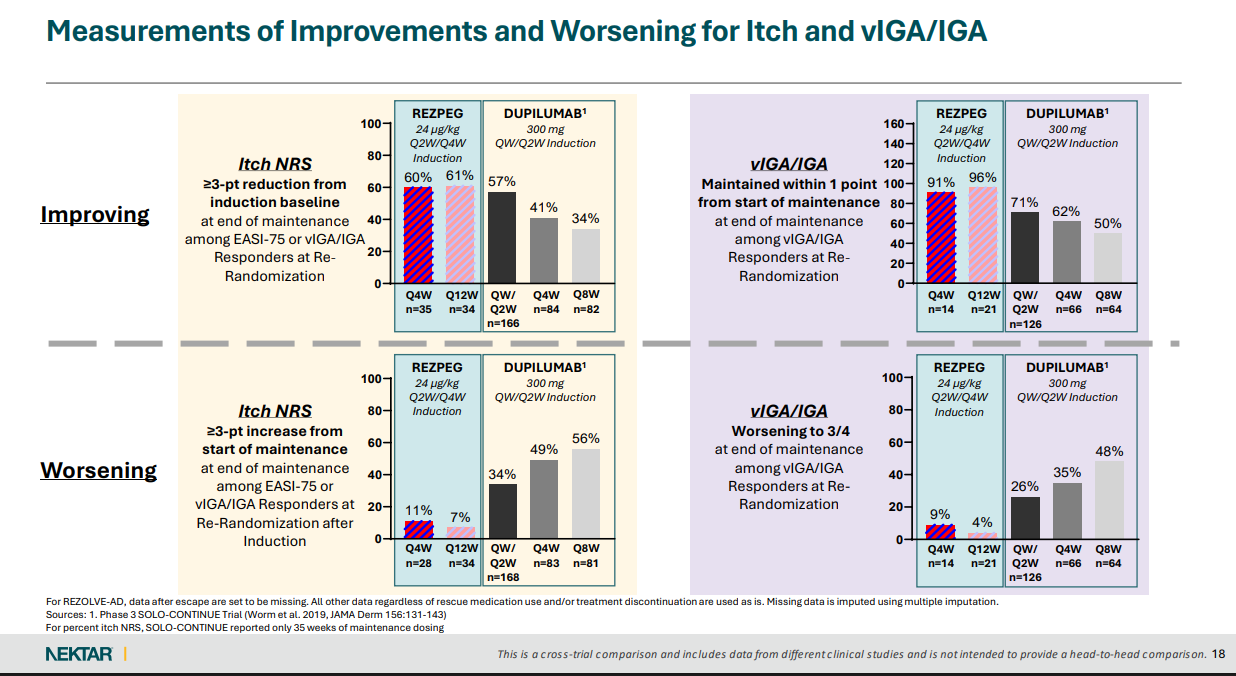 Measurements of Improvements and Worsening for Itch and vIGA/IGA
Improving
Itch NRS
≥3-pt reduction from
induction baseline
at end of maintenance
among EASI-75 or vIGA/IGA
Responders at Re-
Randomization
100
80
60
40
20
0
REZPEG
24 µg/kg
Q2W/Q4W
Induction
60%
61%
Q4W
n=35
Q12W
n=34
DUPILUMAB¹
300 mg
QW/Q2W Induction
57%
41%
34%
QW/
Q2W
n=166
Q4W
n=84
Q8W
n=82
vIGA/IGA
Maintained within 1 point
from start of maintenance
at end of maintenance
among vIGA/IGA
Responders at Re-
Randomization
160
140
120
100
80
60
40
20
0
REZPEG
24 µg/kg
Q2W/Q4W
Induction
91%
96%
Q4W
n=14
Q12W
n=21
DUPILUMAB¹
300 mg
QW/Q2W Induction
71%
62%
50%
QW/
Q2W
n=126
Q4W
n=66
Q8W
n=64
Worsening
Itch NRS
≥3-pt increase from
start of maintenance
at end of maintenance
among EASI-75 or
vIGA/IGA Responders at
Re-Randomization after
Induction
100
80
60
40
20
0
REZPEG
24 µg/kg
Q2W/Q4W
Induction
11%
7%
Q4W
n=28
Q12W
n=34
DUPILUMAB¹
300 mg
QW/Q2W Induction
34%
49%
56%
QW/
Q2W
n=168
Q4W
n=83
Q8W
n=81
vIGA/IGA
Worsening to 3/4
at end of maintenance
among vIGA/IGA
Responders at Re-
Randomization
100
80
60
40
20
0
REZPEG
24 µg/kg
Q2W/Q4W
Induction
9%
4%
Q4W
n=14
Q12W
n=21
DUPILUMAB¹
300 mg
QW/Q2W Induction
26%
35%
48%
QW/
Q2W
n=126
Q4W
n=66
Q8W
n=64
For REZOLVE-AD, data after escape are set to be missing. All other data regardless of rescue medication use and/or treatment discontinuation are used as is. Missing data is imputed using multiple imputation.
Sources: 1. Phase 3 SOLO-CONTINUE Trial (Worm et al. 2019, JAMA Derm 156:131-143)
For percent itch NRS, SOLO-CONTINUE reported only 35 weeks of maintenance dosing
NEKTAR
This is a cross-trial comparison and includes data from different clinical studies and is not intended to provide a head-to-head comparison. 18